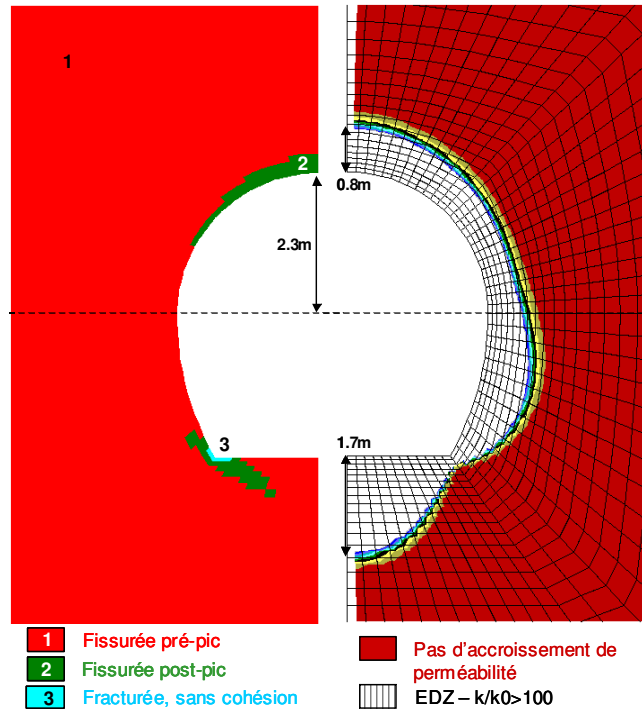 1
2
0.8m
2.3m
3
1.7m
1 Fissurée pré-pic
2 Fissurée post-pic
3 Fracturée, sans cohésion
Pas d'accroissement de
perméabilité
EDZ – k/k0>100